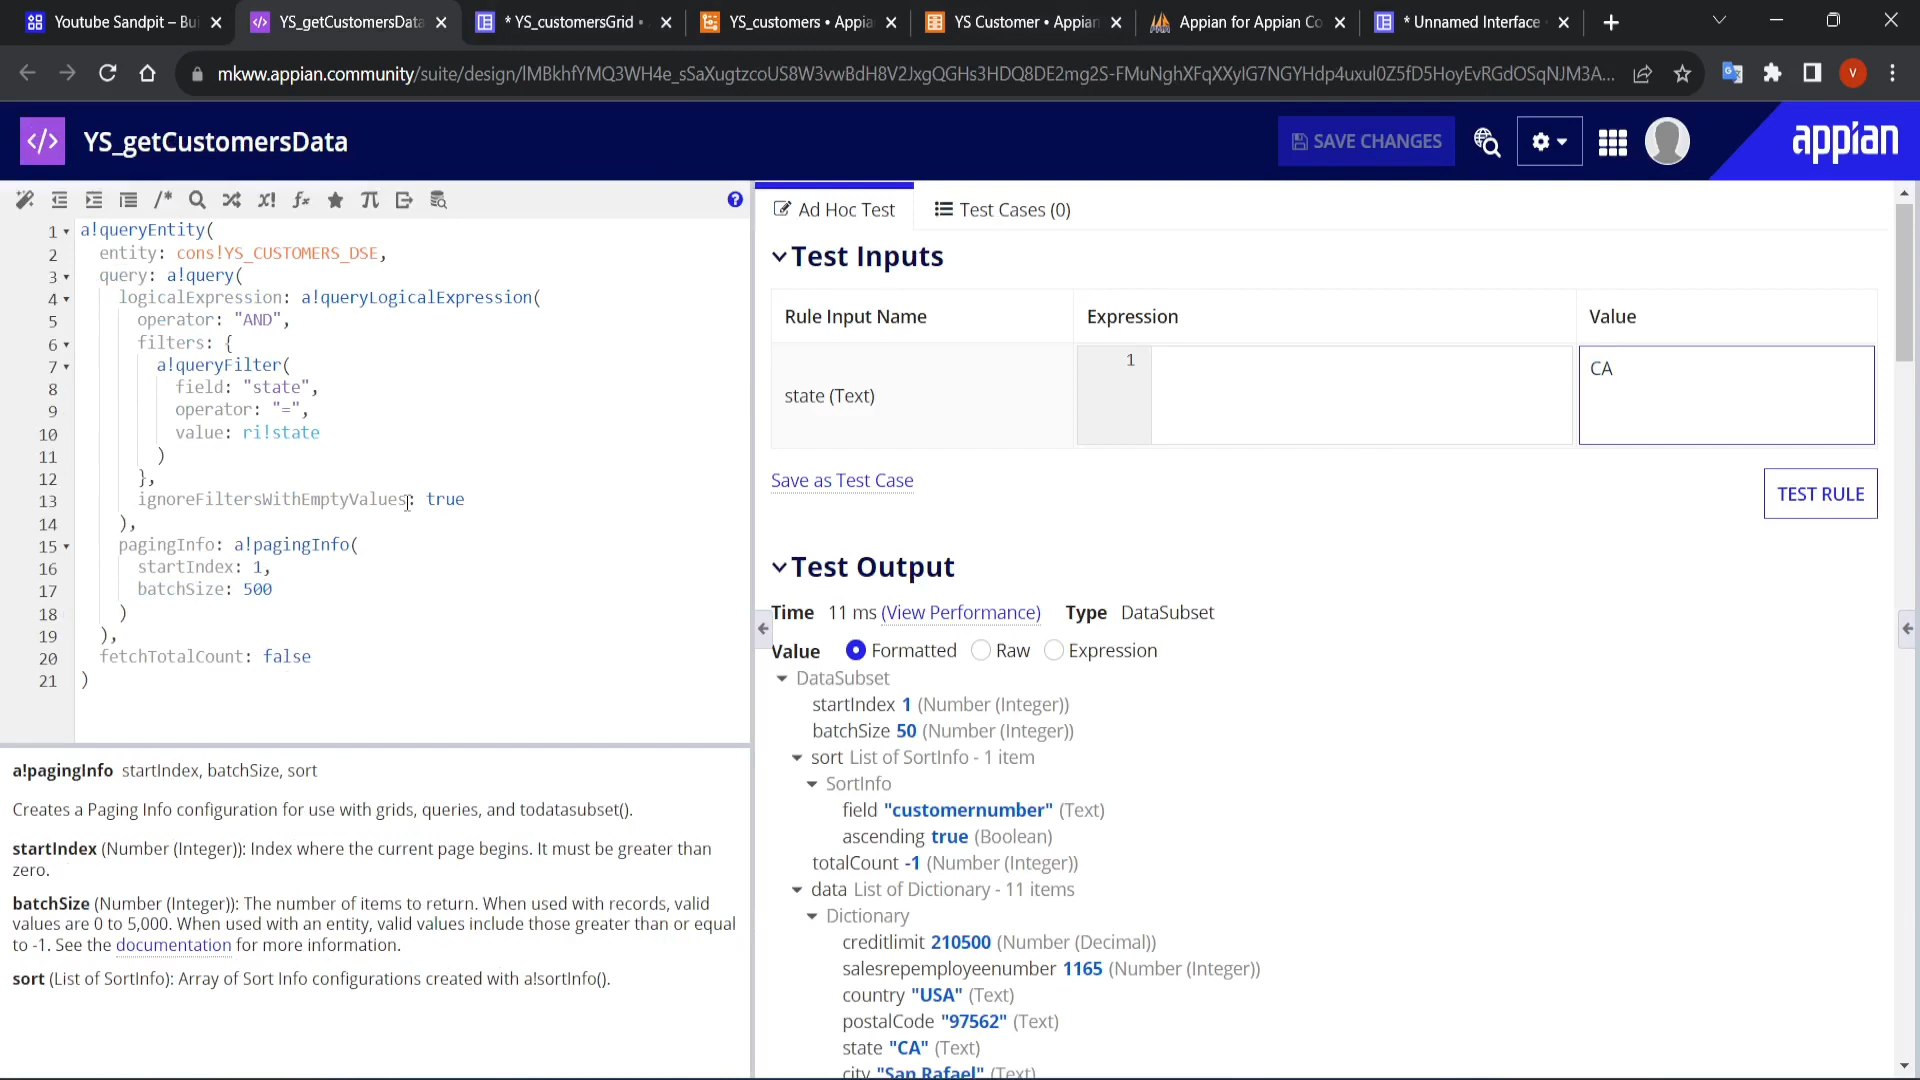 Youtube Sandpit – Bui
YS_getCustomersData
* YS_customersGrid •
YS_customers • Appian
YS Customer • Appian
Appian for Appian Co
* Unnamed Interface
mkww.appian.community/suite/design/
YS_getCustomersData
SAVE CHANGES
appian
1 a!queryEntity(
2 entity: cons!YS_CUSTOMERS_DSE,
3 query: a!query(
4 logicalExpression: a!queryLogicalExpression(
5 operator: "AND",
6 filters: {
7 a!queryFilter(
8 field: "state",
9 operator: "=",
10 value: ri!state
11 )
12 },
13 ignoreFiltersWithEmptyValues: true
14 ),
15 pagingInfo: a!pagingInfo(
16 startIndex: 1,
17 batchSize: 500
18 )
19 ),
20 fetchTotalCount: false
21 )
a!pagingInfo startIndex, batchSize, sort
Creates a Paging Info configuration for use with grids, queries, and todatasubset().
startIndex (Number (Integer)): Index where the current page begins. It must be greater than
zero.
batchSize (Number (Integer)): The number of items to return. When used with records, valid
values are 0 to 5,000. When used with an entity, valid values include those greater than or equal
to -1. See the documentation for more information.
sort (List of SortInfo): Array of Sort Info configurations created with a!sortInfo().
Ad Hoc Test
Test Cases (0)
Test Inputs
Rule Input Name
Expression
Value
state (Text)
1
CA
Save as Test Case
TEST RULE
Test Output
Time 11 ms (View Performance) Type DataSubset
Value Formatted Raw Expression
DataSubset
startIndex 1 (Number (Integer))
batchSize 50 (Number (Integer))
sort List of SortInfo - 1 item
SortInfo
field "customernumber" (Text)
ascending true (Boolean)
totalCount -1 (Number (Integer))
data List of Dictionary - 11 items
Dictionary
creditlimit 210500 (Number (Decimal))
salesrepemployeenumber 1165 (Number (Integer))
country "USA" (Text)
postalCode "97562" (Text)
state "CA" (Text)
city "San Rafael" (Text)